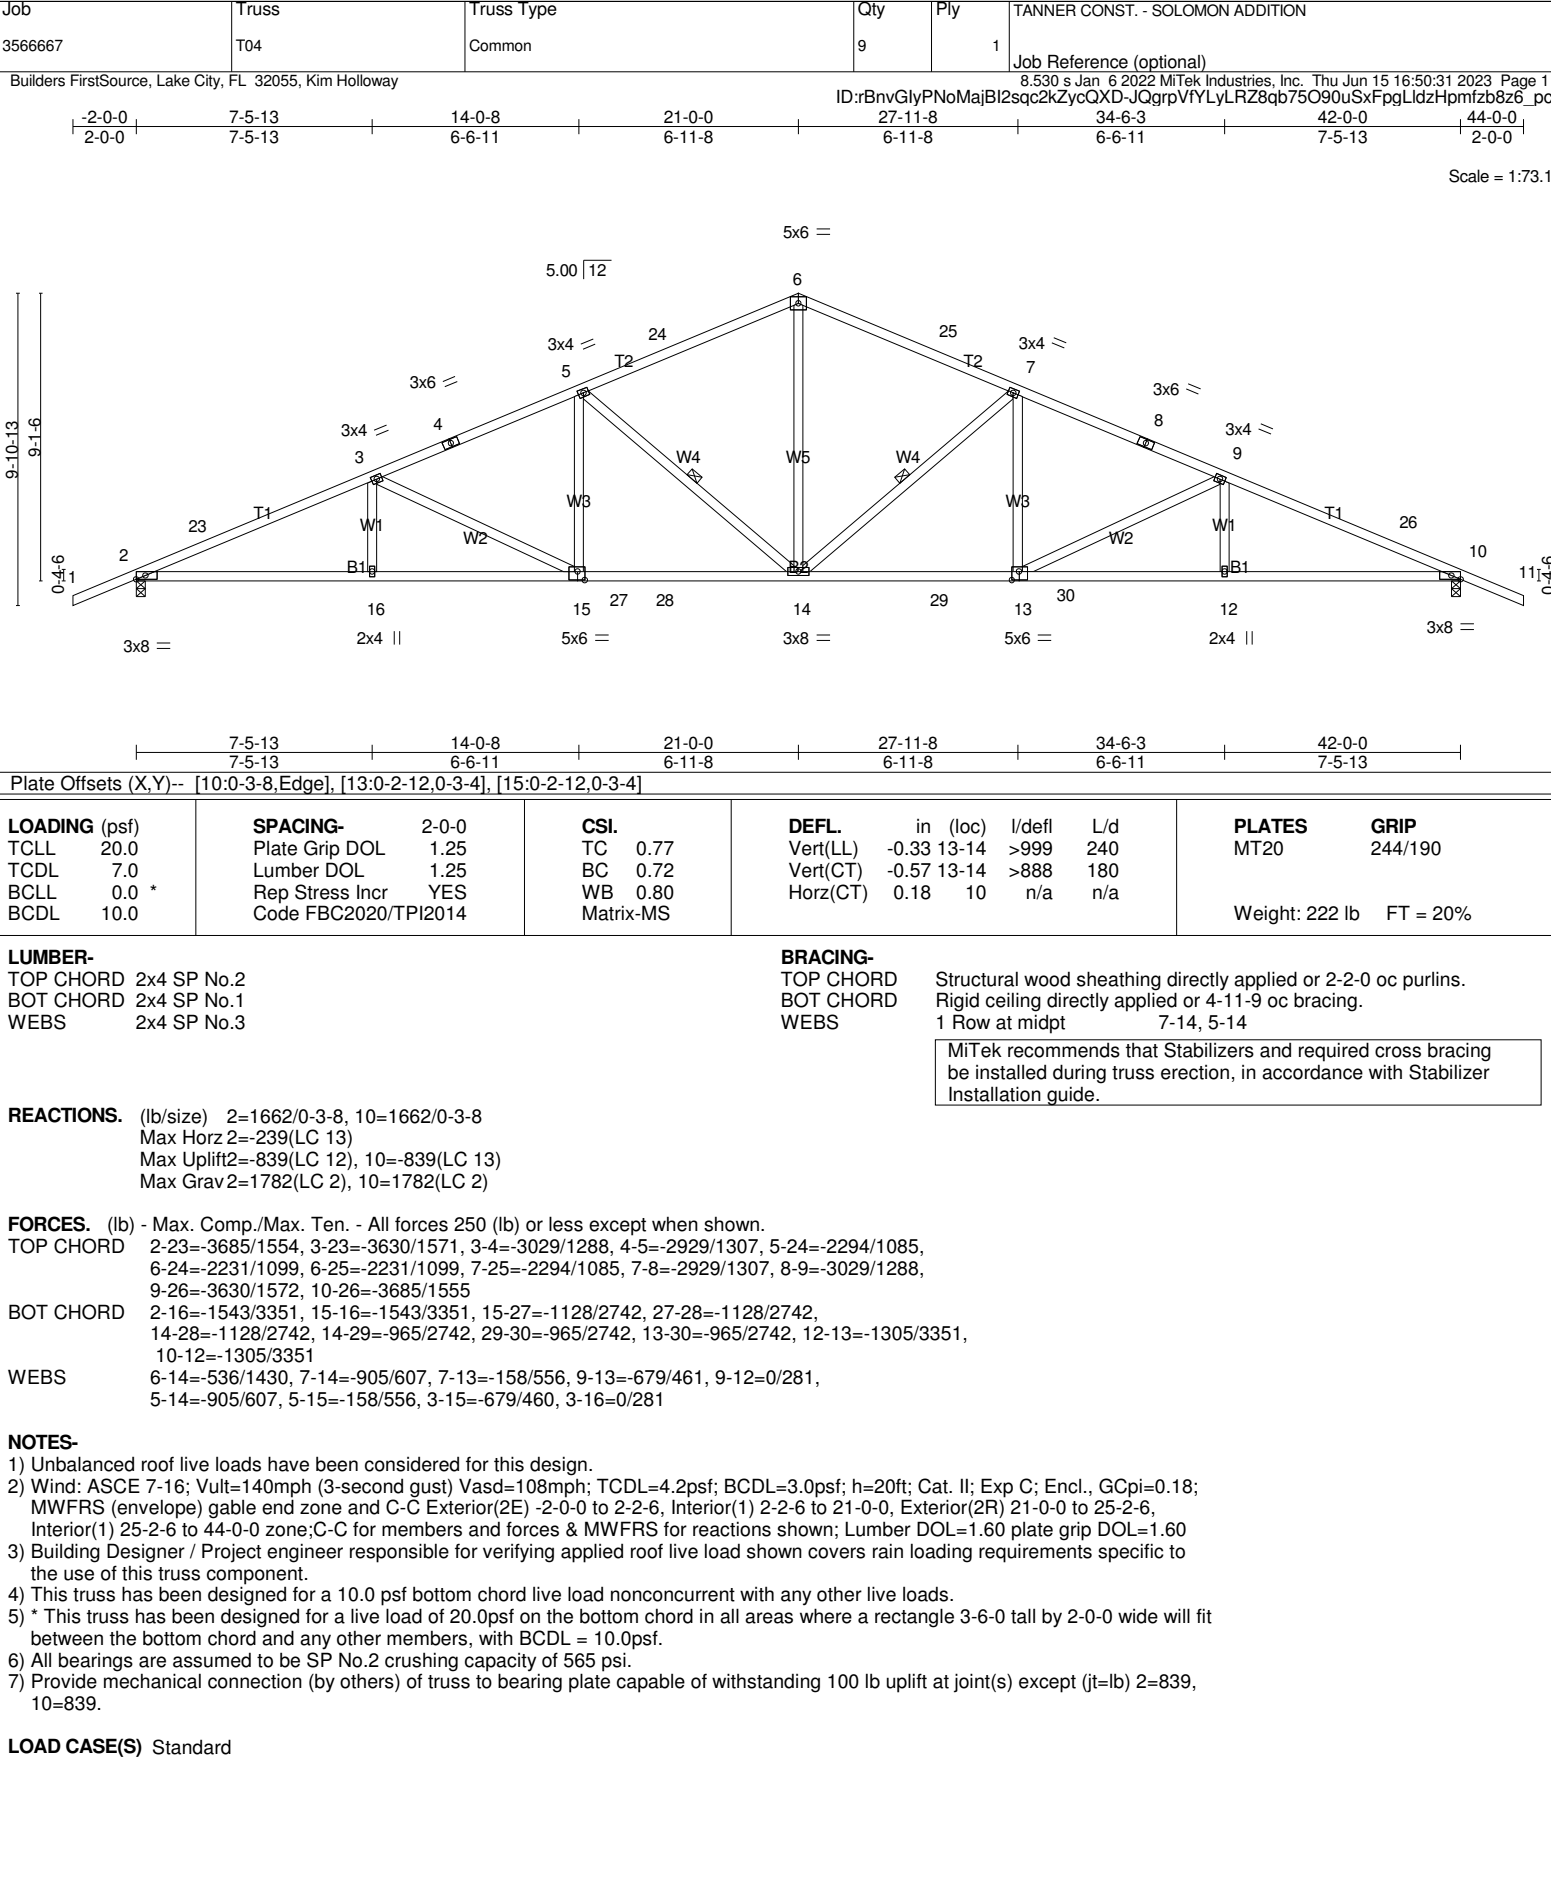 Job Truss Truss Type Qty Ply TANNER CONST. - SOLOMON ADDITION
3566667 T04 Common 9 1
Job Reference (optional)
Builders FirstSource, Lake City, FL 32055, Kim Holloway 8.530 s Jan 6 2022 MiTek Industries, Inc. Thu Jun 15 16:50:31 2023 Page 1
-2-0-0 7-5-13 14-0-8 21-0-0 27-11-8 34-6-3 42-0-0 44-0-0
2-0-0 7-5-13 6-6-11 6-11-8 6-11-8 6-6-11 7-5-13 2-0-0
Scale = 1:73.1
5x6 =
5.00 12
6
24 25
3x4 = T2 T2 3x4 =
5 7
3x6 = 3x6 =
3x4 = 4 8 3x4 =
3 9
9-10-13
9-1-6
W4 W5 W4
W3 W3
23 T1 W1 W2 W2 W1 T1 26
2 10
0-4-6 1 B1 B2 B1 11 0-4-6
16 15 27 28 14 29 13 30 12
3x8 = 2x4 || 5x6 = 3x8 = 5x6 = 2x4 || 3x8 =
7-5-13 14-0-8 21-0-0 27-11-8 34-6-3 42-0-0
7-5-13 6-6-11 6-11-8 6-11-8 6-6-11 7-5-13
Plate Offsets (X,Y)-- [10:0-3-8,Edge], [13:0-2-12,0-3-4], [15:0-2-12,0-3-4]
LOADING (psf) SPACING- 2-0-0 CSI. DEFL. in (loc) l/defl L/d PLATES GRIP
TCLL 20.0 Plate Grip DOL 1.25 TC 0.77 Vert(LL) -0.33 13-14 >999 240 MT20 244/190
TCDL 7.0 Lumber DOL 1.25 BC 0.72 Vert(CT) -0.57 13-14 >888 180
BCLL 0.0 * Rep Stress Incr YES WB 0.80 Horz(CT) 0.18 10 n/a n/a
BCDL 10.0 Code FBC2020/TPI2014 Matrix-MS Weight: 222 lb FT = 20%
LUMBER- BRACING-
TOP CHORD 2x4 SP No.2 TOP CHORD Structural wood sheathing directly applied or 2-2-0 oc purlins.
BOT CHORD 2x4 SP No.1 BOT CHORD Rigid ceiling directly applied or 4-11-9 oc bracing.
WEBS 2x4 SP No.3 WEBS 1 Row at midpt 7-14, 5-14
MiTek recommends that Stabilizers and required cross bracing
be installed during truss erection, in accordance with Stabilizer
Installation guide.
REACTIONS. (lb/size) 2=1662/0-3-8, 10=1662/0-3-8
Max Horz 2=-239(LC 13)
Max Uplift2=-839(LC 12), 10=-839(LC 13)
Max Grav 2=1782(LC 2), 10=1782(LC 2)
FORCES. (lb) - Max. Comp./Max. Ten. - All forces 250 (lb) or less except when shown.
TOP CHORD 2-23=-3685/1554, 3-23=-3630/1571, 3-4=-3029/1288, 4-5=-2929/1307, 5-24=-2294/1085,
6-24=-2231/1099, 6-25=-2231/1099, 7-25=-2294/1085, 7-8=-2929/1307, 8-9=-3029/1288,
9-26=-3630/1572, 10-26=-3685/1555
BOT CHORD 2-16=-1543/3351, 15-16=-1543/3351, 15-27=-1128/2742, 27-28=-1128/2742,
14-28=-1128/2742, 14-29=-965/2742, 29-30=-965/2742, 13-30=-965/2742, 12-13=-1305/3351,
10-12=-1305/3351
WEBS 6-14=-536/1430, 7-14=-905/607, 7-13=-158/556, 9-13=-679/461, 9-12=0/281,
5-14=-905/607, 5-15=-158/556, 3-15=-679/460, 3-16=0/281
NOTES-
1) Unbalanced roof live loads have been considered for this design.
2) Wind: ASCE 7-16; Vult=140mph (3-second gust) Vasd=108mph; TCDL=4.2psf; BCDL=3.0psf; h=20ft; Cat. II; Exp C; Encl., GCpi=0.18;
MWFRS (envelope) gable end zone and C-C Exterior(2E) -2-0-0 to 2-2-6, Interior(1) 2-2-6 to 21-0-0, Exterior(2R) 21-0-0 to 25-2-6,
Interior(1) 25-2-6 to 44-0-0 zone;C-C for members and forces & MWFRS for reactions shown; Lumber DOL=1.60 plate grip DOL=1.60
3) Building Designer / Project engineer responsible for verifying applied roof live load shown covers rain loading requirements specific to
the use of this truss component.
4) This truss has been designed for a 10.0 psf bottom chord live load nonconcurrent with any other live loads.
5) * This truss has been designed for a live load of 20.0psf on the bottom chord in all areas where a rectangle 3-6-0 tall by 2-0-0 wide will fit
between the bottom chord and any other members, with BCDL = 10.0psf.
6) All bearings are assumed to be SP No.2 crushing capacity of 565 psi.
7) Provide mechanical connection (by others) of truss to bearing plate capable of withstanding 100 lb uplift at joint(s) except (jt=lb) 2=839,
10=839.
LOAD CASE(S) Standard